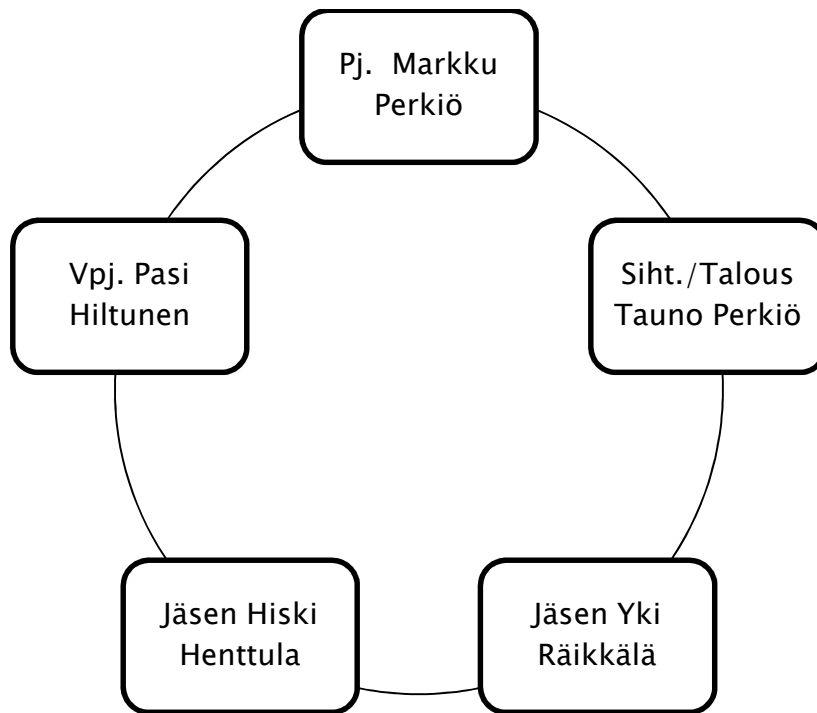 Pj.  Markku
Perkiö
Siht./Talous
Tauno Perkiö
Jäsen Yki
Räikkälä
Jäsen Hiski
Henttula
Vpj. Pasi
Hiltunen